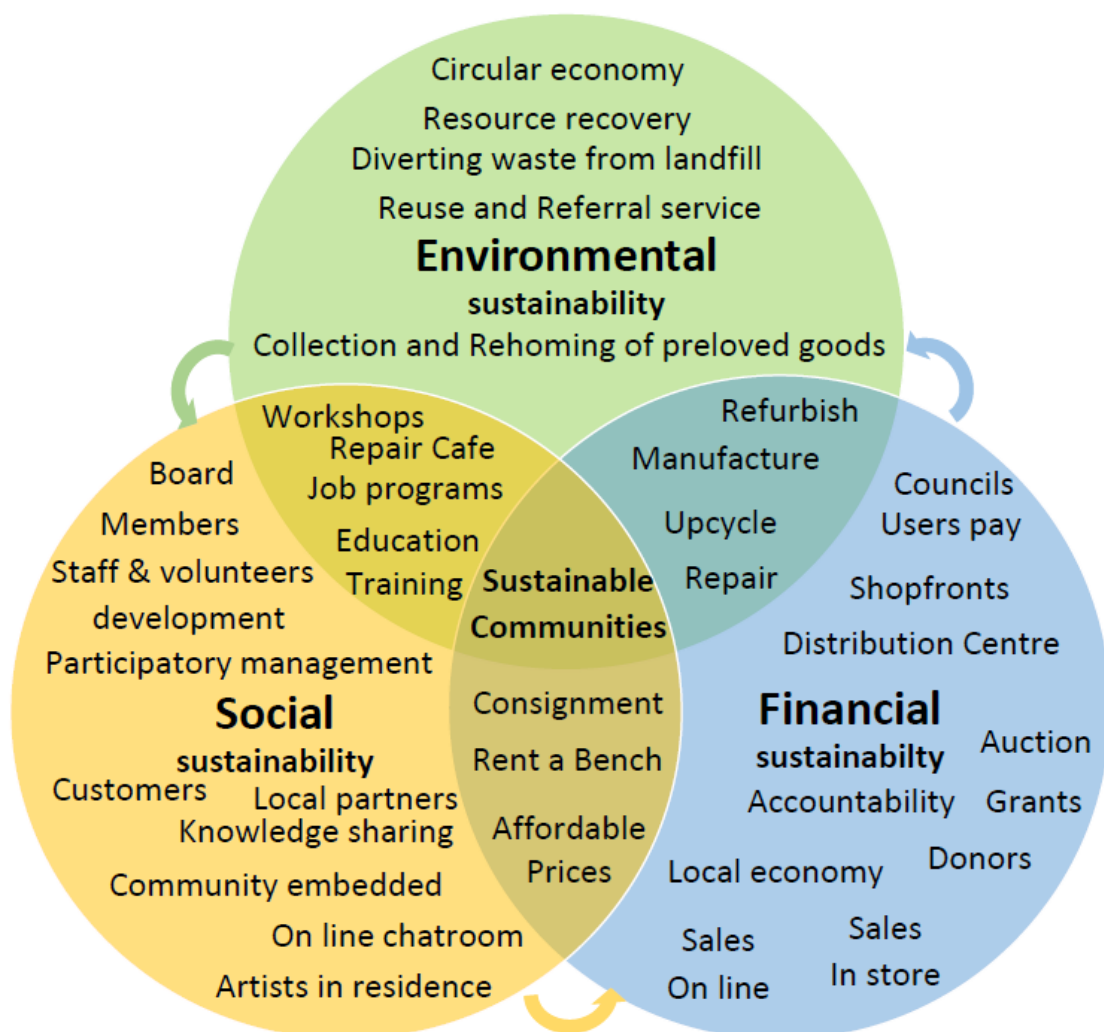 Circular economy
Resource recovery
Diverting waste from landfill
Reuse and Referral service
Environmental
sustainability
Collection and Rehoming of preloved goods
Workshops
Repair Cafe
Job programs
Education
Training
Refurbish
Manufacture
Upcycle
Repair
Sustainable
Communities
Board
Members
Staff & volunteers
development
Participatory management
Social
sustainability
Customers
Local partners
Knowledge sharing
Community embedded
On line chatroom
Artists in residence
Consignment
Rent a Bench
Affordable
Prices
Councils
Users pay
Shopfronts
Distribution Centre
Financial
sustainabilty
Auction
Accountability
Grants
Donors
Local economy
Sales
On line
Sales
In store